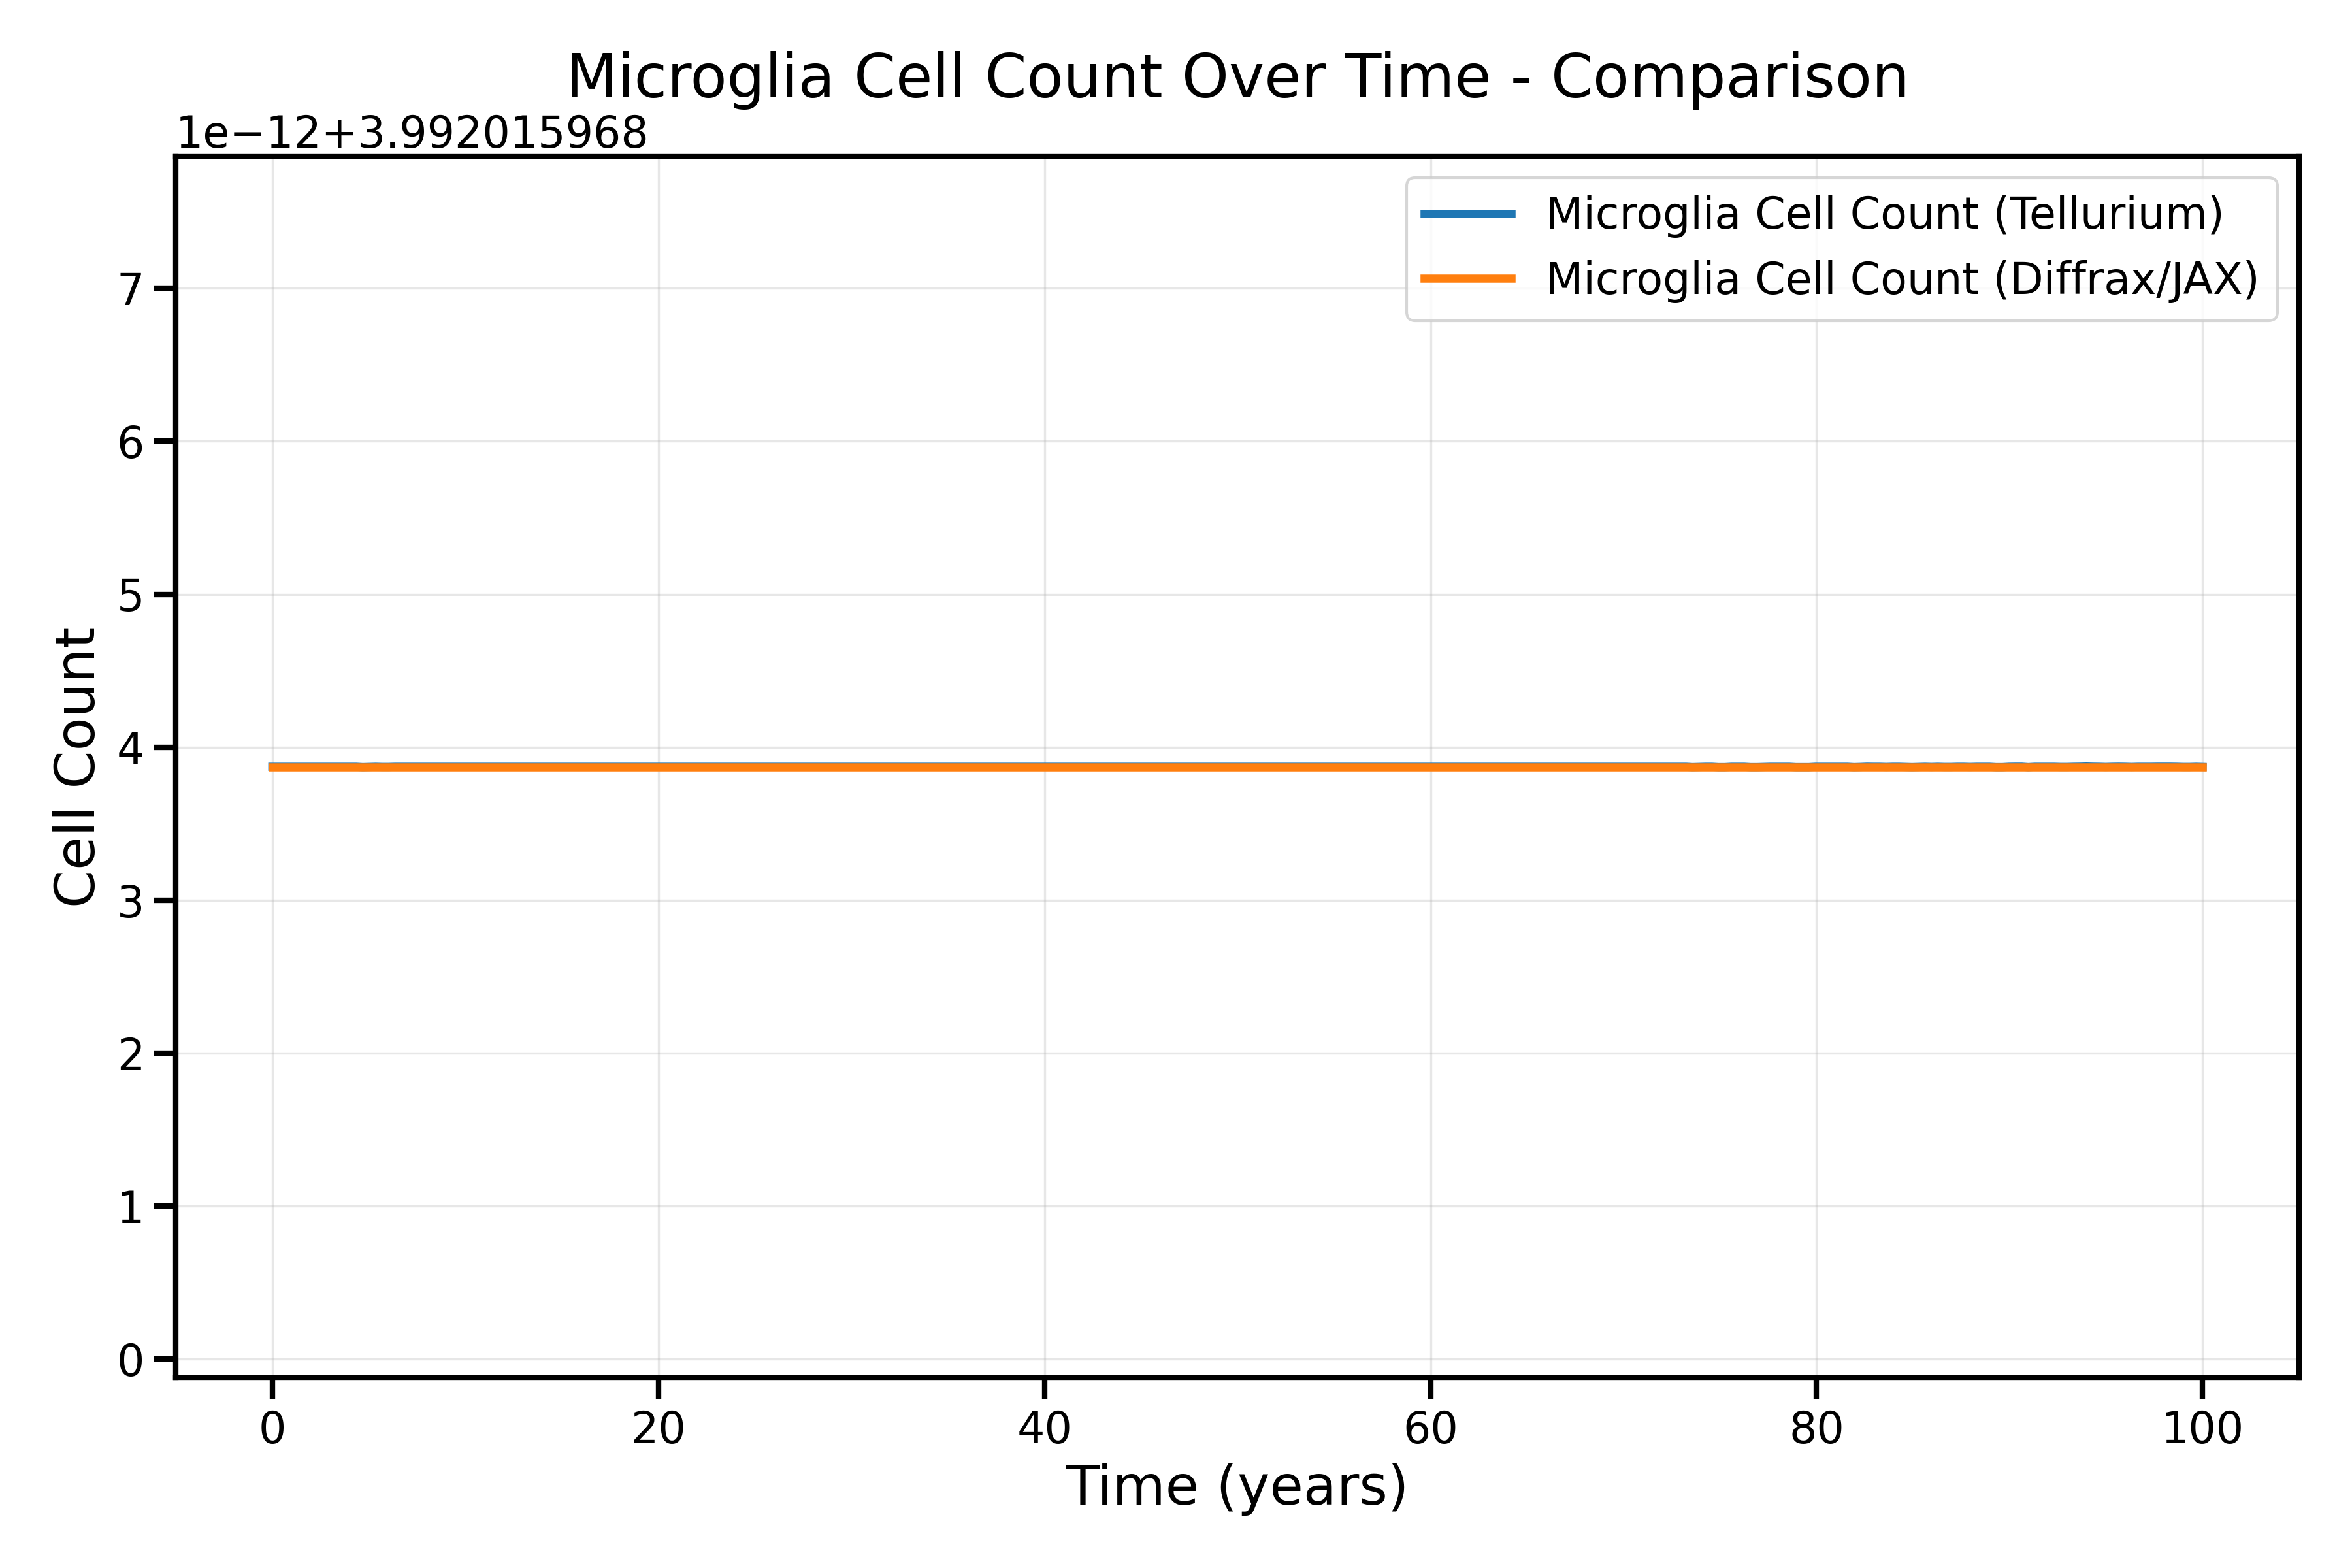 Microglia Cell Count Over Time - Comparison
1e−12+3.992015968
Microglia Cell Count (Tellurium)
Microglia Cell Count (Diffrax/JAX)
7
6
5
4
3
2
1
0
Cell Count
0 20 40 60 80 100
Time (years)